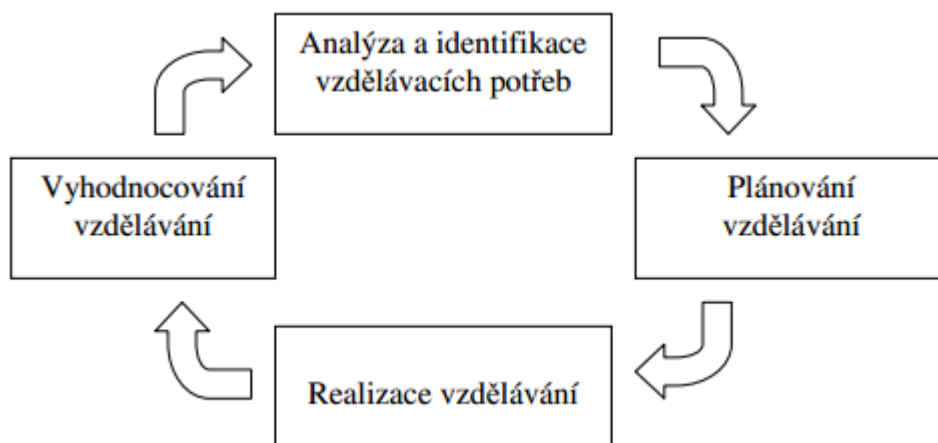 Analýza a identifikace
vzdělávacích potřeb
Vyhodnocování
vzdělávání
Plánování
vzdělávání
Realizace vzdělávání